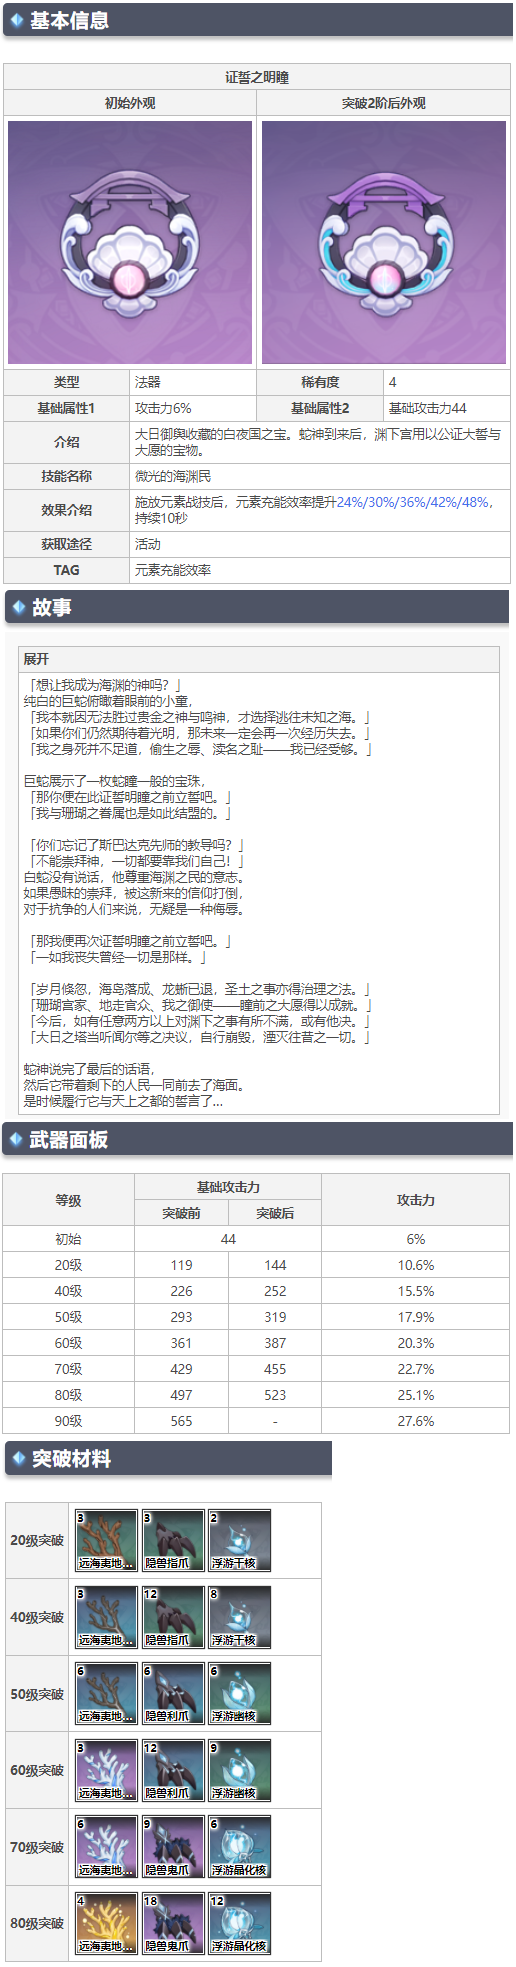 基本信息
证誓之明瞳
初始外观 突破2阶后外观
类型 法器 稀有度 4
基础属性1 攻击力6% 基础属性2 基础攻击力44
介绍 大日御舆收藏的白夜国之宝。蛇神到来后，渊下宫用以公证大誓与
大愿的宝物。
技能名称 微光的海渊民
效果介绍 施放元素战技后，元素充能效率提升24%/30%/36%/42%/48%，
持续10秒
获取途径 活动
TAG 元素充能效率
故事
展开
「想让我成为海渊的神吗？」
纯白的巨蛇俯瞰着眼前的小童，
「我本就因无法胜过贵金之神与鸣神，才选择逃往未知之海。」
「如果你们仍然期待着光明，那未来一定会再一次经历失去。」
「我之身死并不足道，偷生之辱、渎名之耻——我已经受够。」
巨蛇展示了一枚蛇瞳一般的宝珠，
「那你便在此证誓明瞳之前立誓吧。」
「我与珊瑚之眷属也是如此结盟的。」
「你们忘记了斯巴达克先师的教导吗？」
「不能崇拜神，一切都要靠我们自己！」
白蛇没有说话，他尊重海渊之民的意志。
如果愚昧的崇拜，被这新来的信仰打倒，
对于抗争的人们来说，无疑是一种侮辱。
「那我便再次证誓明瞳之前立誓吧。」
「一如我丧失曾经一切是那样。」
「岁月倏忽，海岛落成、龙蜥已退，圣土之事亦得治理之法。」
「珊瑚宫家、地走官众、我之御使——瞳前之大愿得以成就。」
「今后，如有任意两方以上对渊下之事有所不满，或有他决。」
「大日之塔当听闻尔等之决议，自行崩毁，湮灭往昔之一切。」
蛇神说完了最后的话语，
然后它带着剩下的人民一同前去了海面。
是时候履行它与天上之都的誓言了…
武器面板
等级 基础攻击力 攻击力
突破前 突破后
初始 44 6%
20级 119 144 10.6%
40级 226 252 15.5%
50级 293 319 17.9%
60级 361 387 20.3%
70级 429 455 22.7%
80级 497 523 25.1%
90级 565 - 27.6%
突破材料
20级突破 3 远海夷地... 3 隐兽指爪 2 浮游干核
40级突破 3 远海夷地... 12 隐兽指爪 8 浮游干核
50级突破 6 远海夷地... 6 隐兽利爪 6 浮游幽核
60级突破 3 远海夷地... 12 隐兽利爪 9 浮游幽核
70级突破 6 远海夷地... 9 隐兽鬼爪 6 浮游晶化核
80级突破 4 远海夷地... 18 隐兽鬼爪 12 浮游晶化核